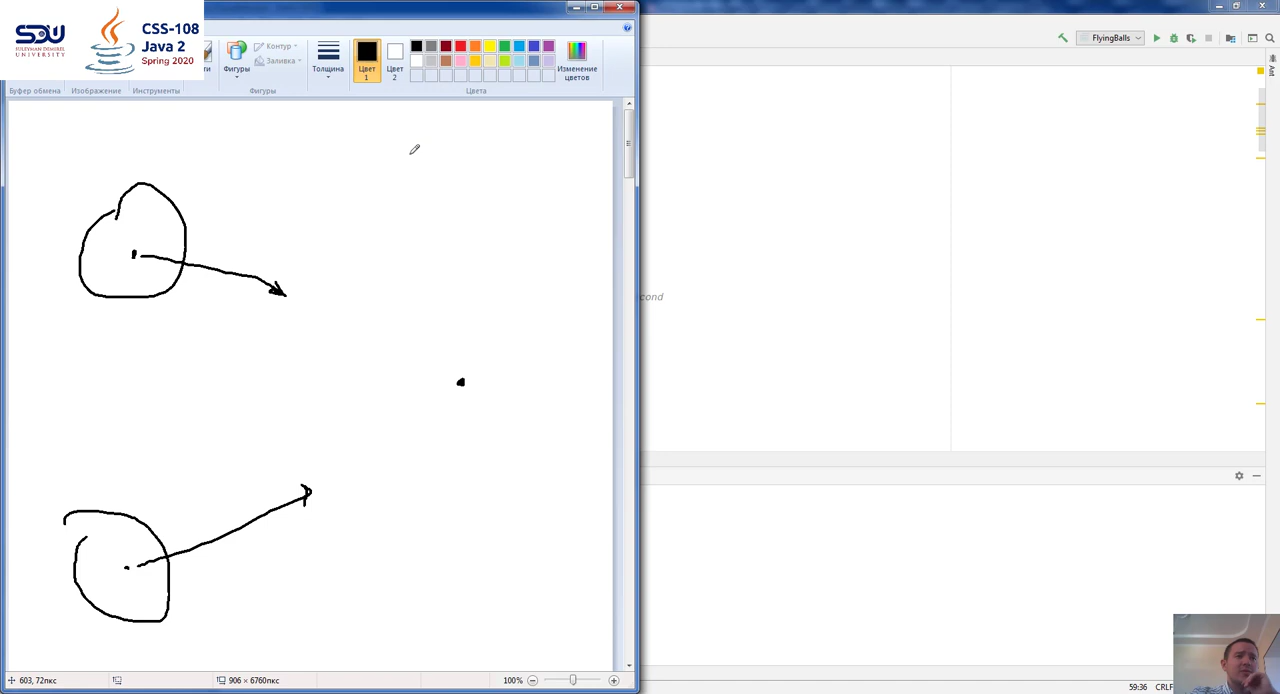 SDU
SULEYMAN DEMIREL
UNIVERSITY
CSS-108
Java 2
Spring 2020
Фигуры
Контур
Заливка
Толщина
Цвет
1
Цвет
2
Изменение
цветов
Буфер обмена
Изображение
Инструменты
Фигуры
Цвета
FlyingBalls
Ant
cond
603, 72пкс
906 × 6760пкс
100%
59:36
CRLF